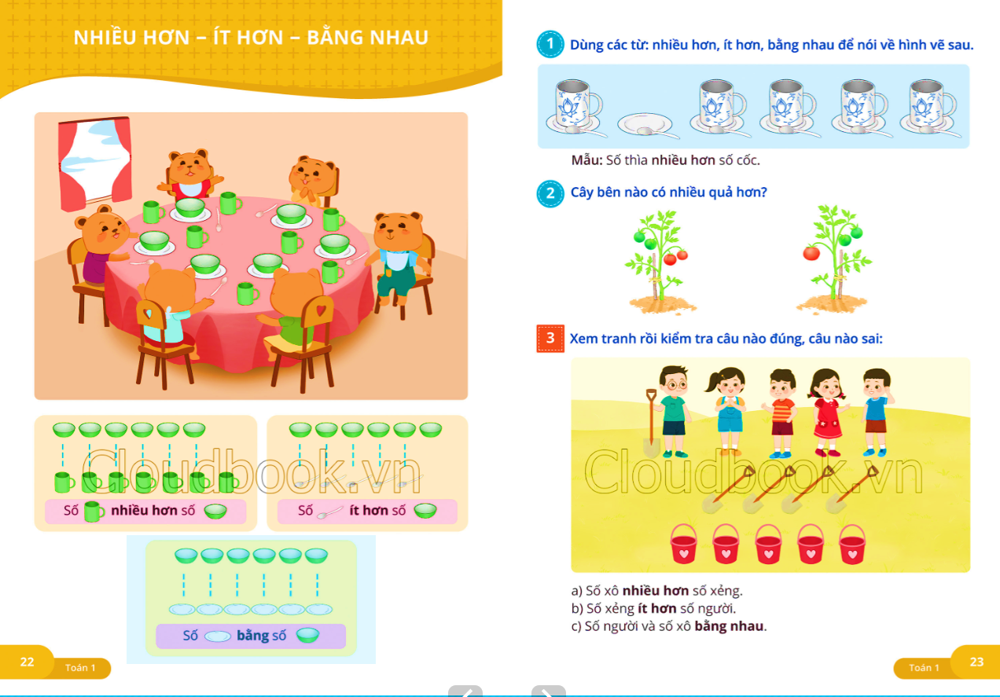 NHIỀU HƠN – ÍT HƠN – BẰNG NHAU
Số nhiều hơn số
Số ít hơn số
Cloudbook.vn
Số bằng số
22
Toán 1
1 Dùng các từ: nhiều hơn, ít hơn, bằng nhau để nói về hình vẽ sau.
Mẫu: Số thìa nhiều hơn số cốc.
2 Cây bên nào có nhiều quả hơn?
3 Xem tranh rồi kiểm tra câu nào đúng, câu nào sai:
Cloudbook.vn
a) Số xô nhiều hơn số xẻng.
b) Số xẻng ít hơn số người.
c) Số người và số xô bằng nhau.
Toán 1
23